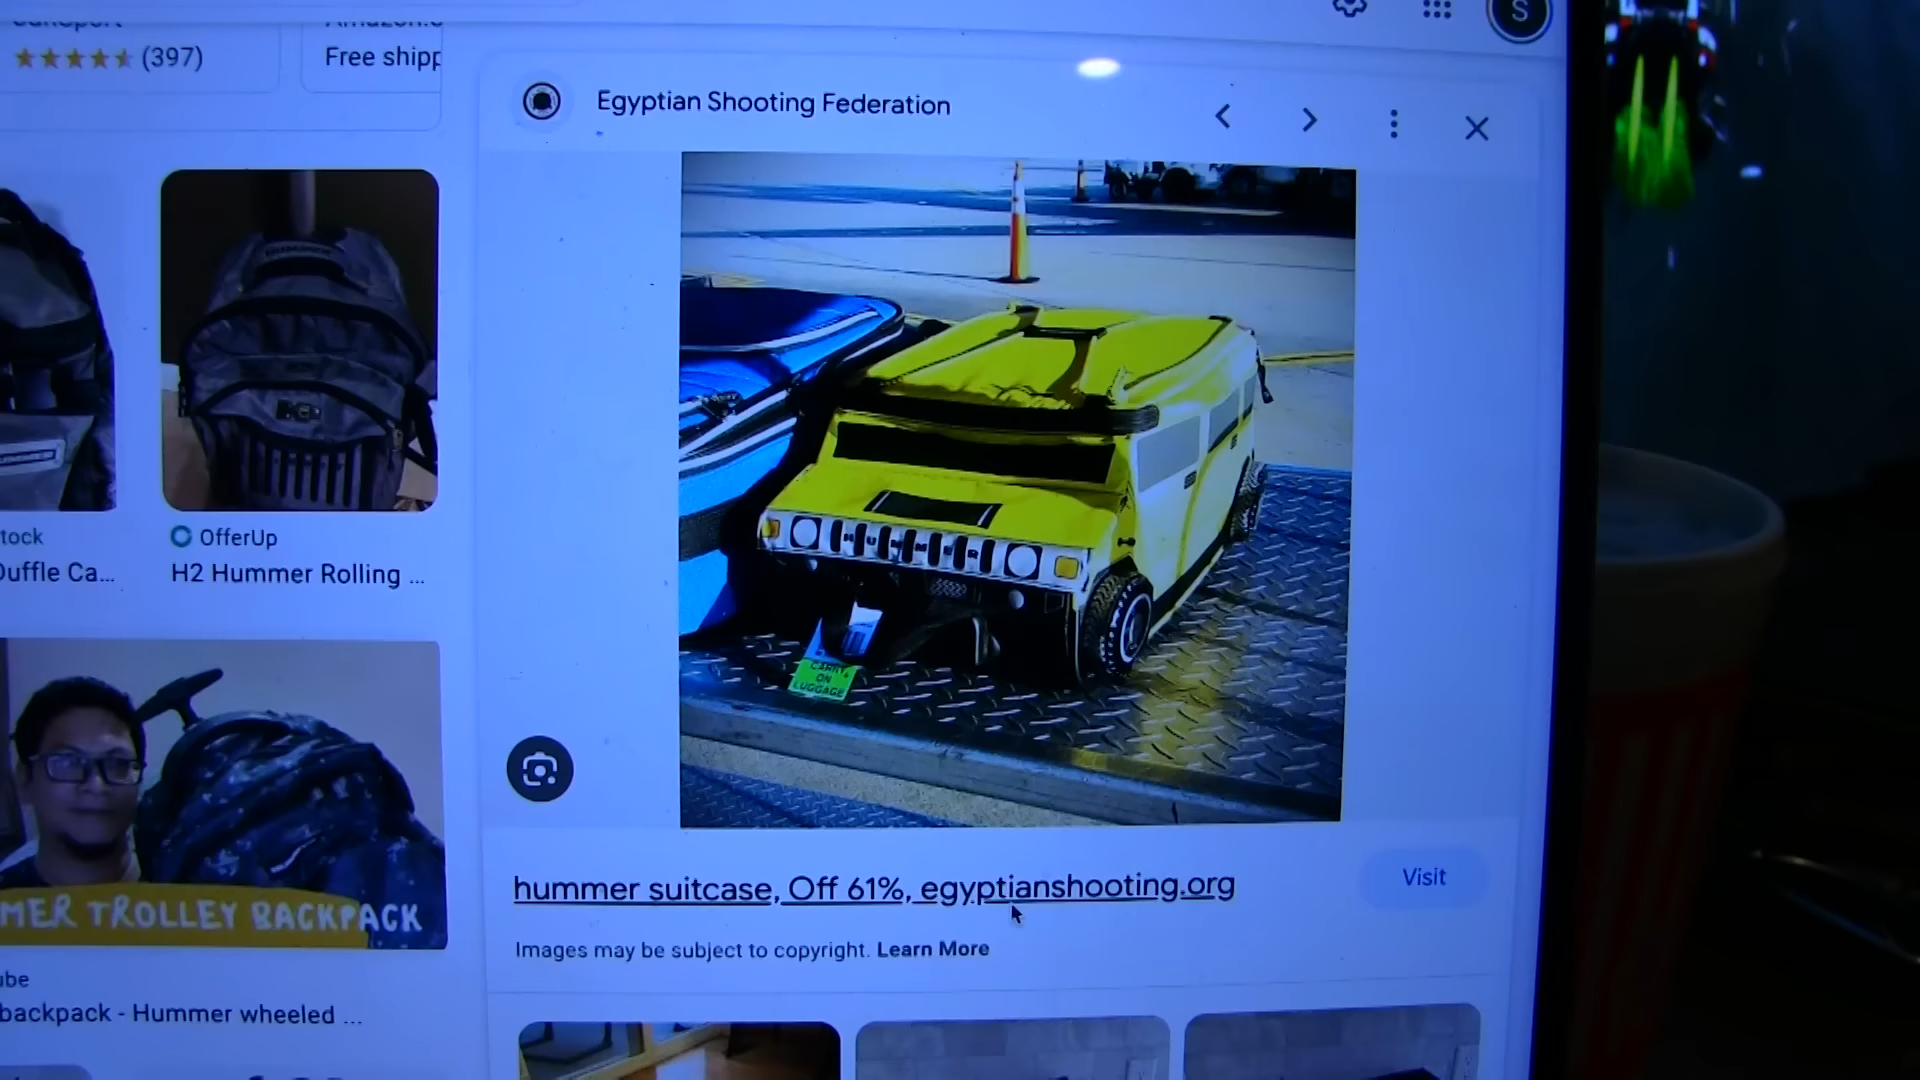 (397)
Free shipp
S
Egyptian Shooting Federation
HUMMER
CARRY
ON
LUGGAGE
tock
Duffle Ca...
OfferUp
H2 Hummer Rolling ...
MER TROLLEY BACKPACK
ube
backpack - Hummer wheeled ...
hummer suitcase, Off 61%, egyptianshooting.org
Visit
Images may be subject to copyright. Learn More